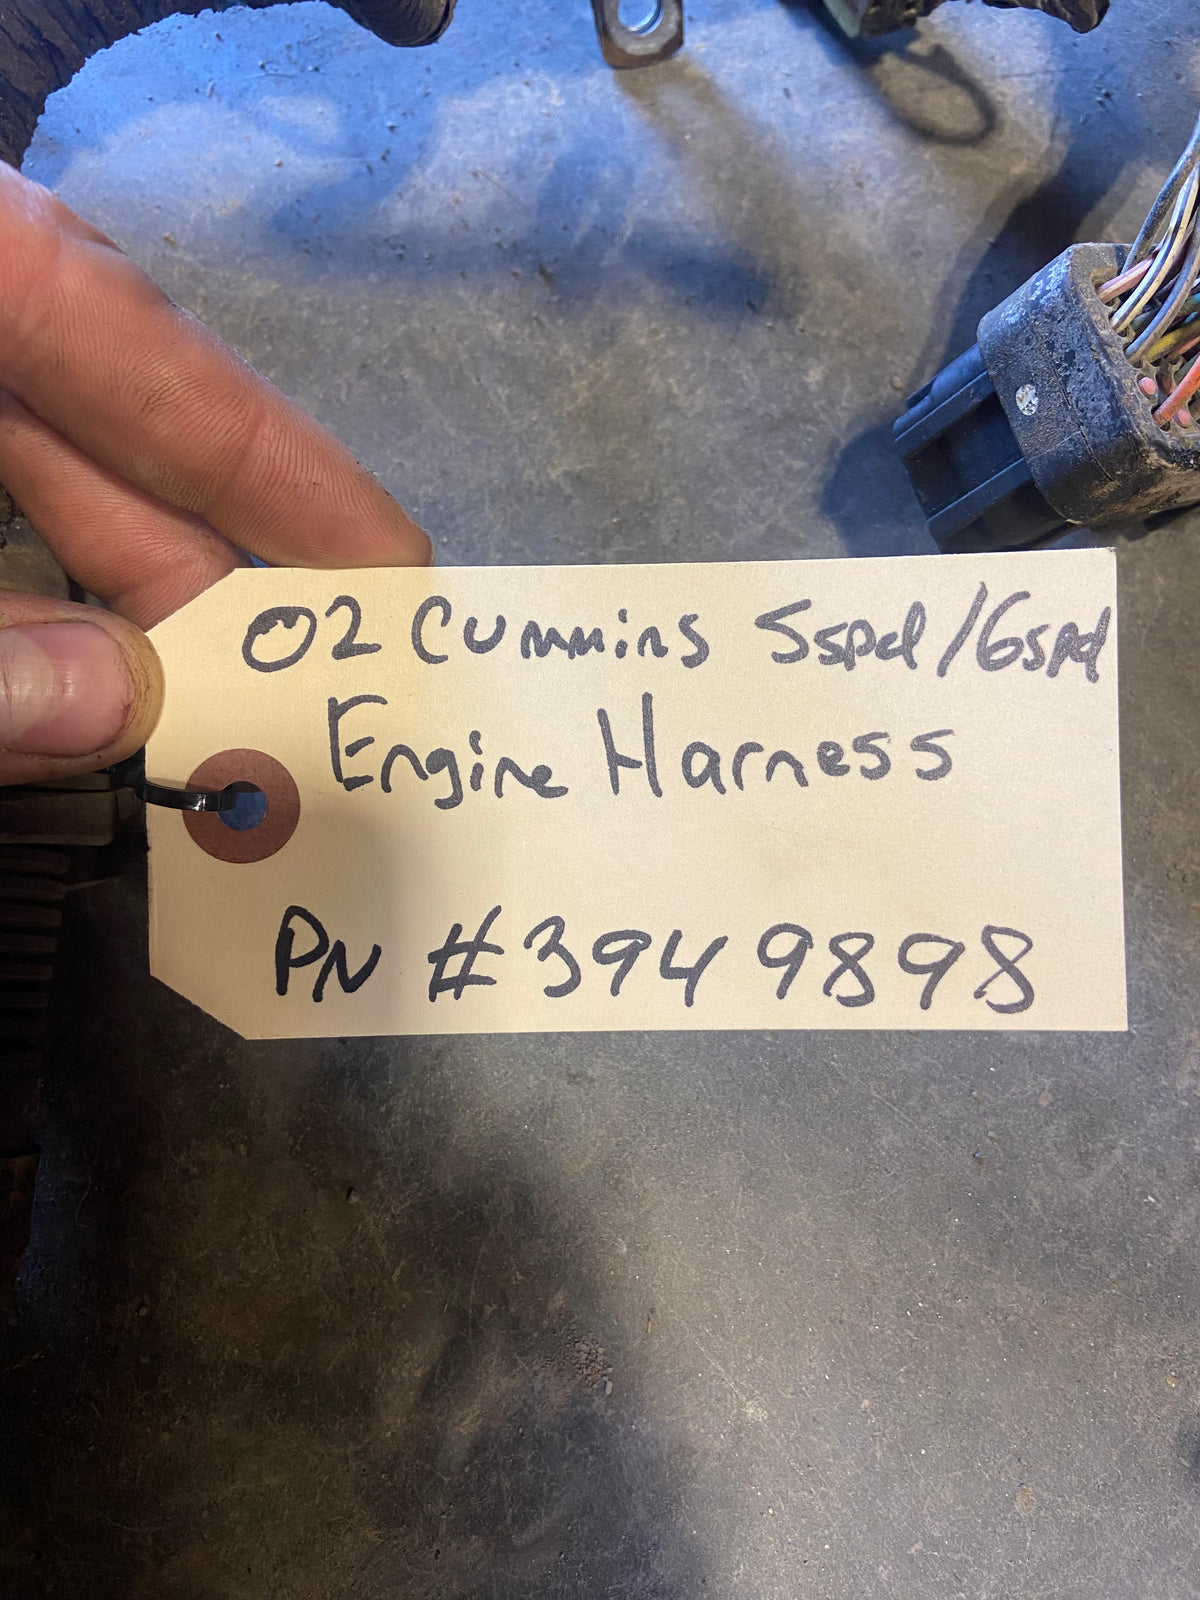 02 Cummins 5spd/6spd
Engine Harness
PN #3949898